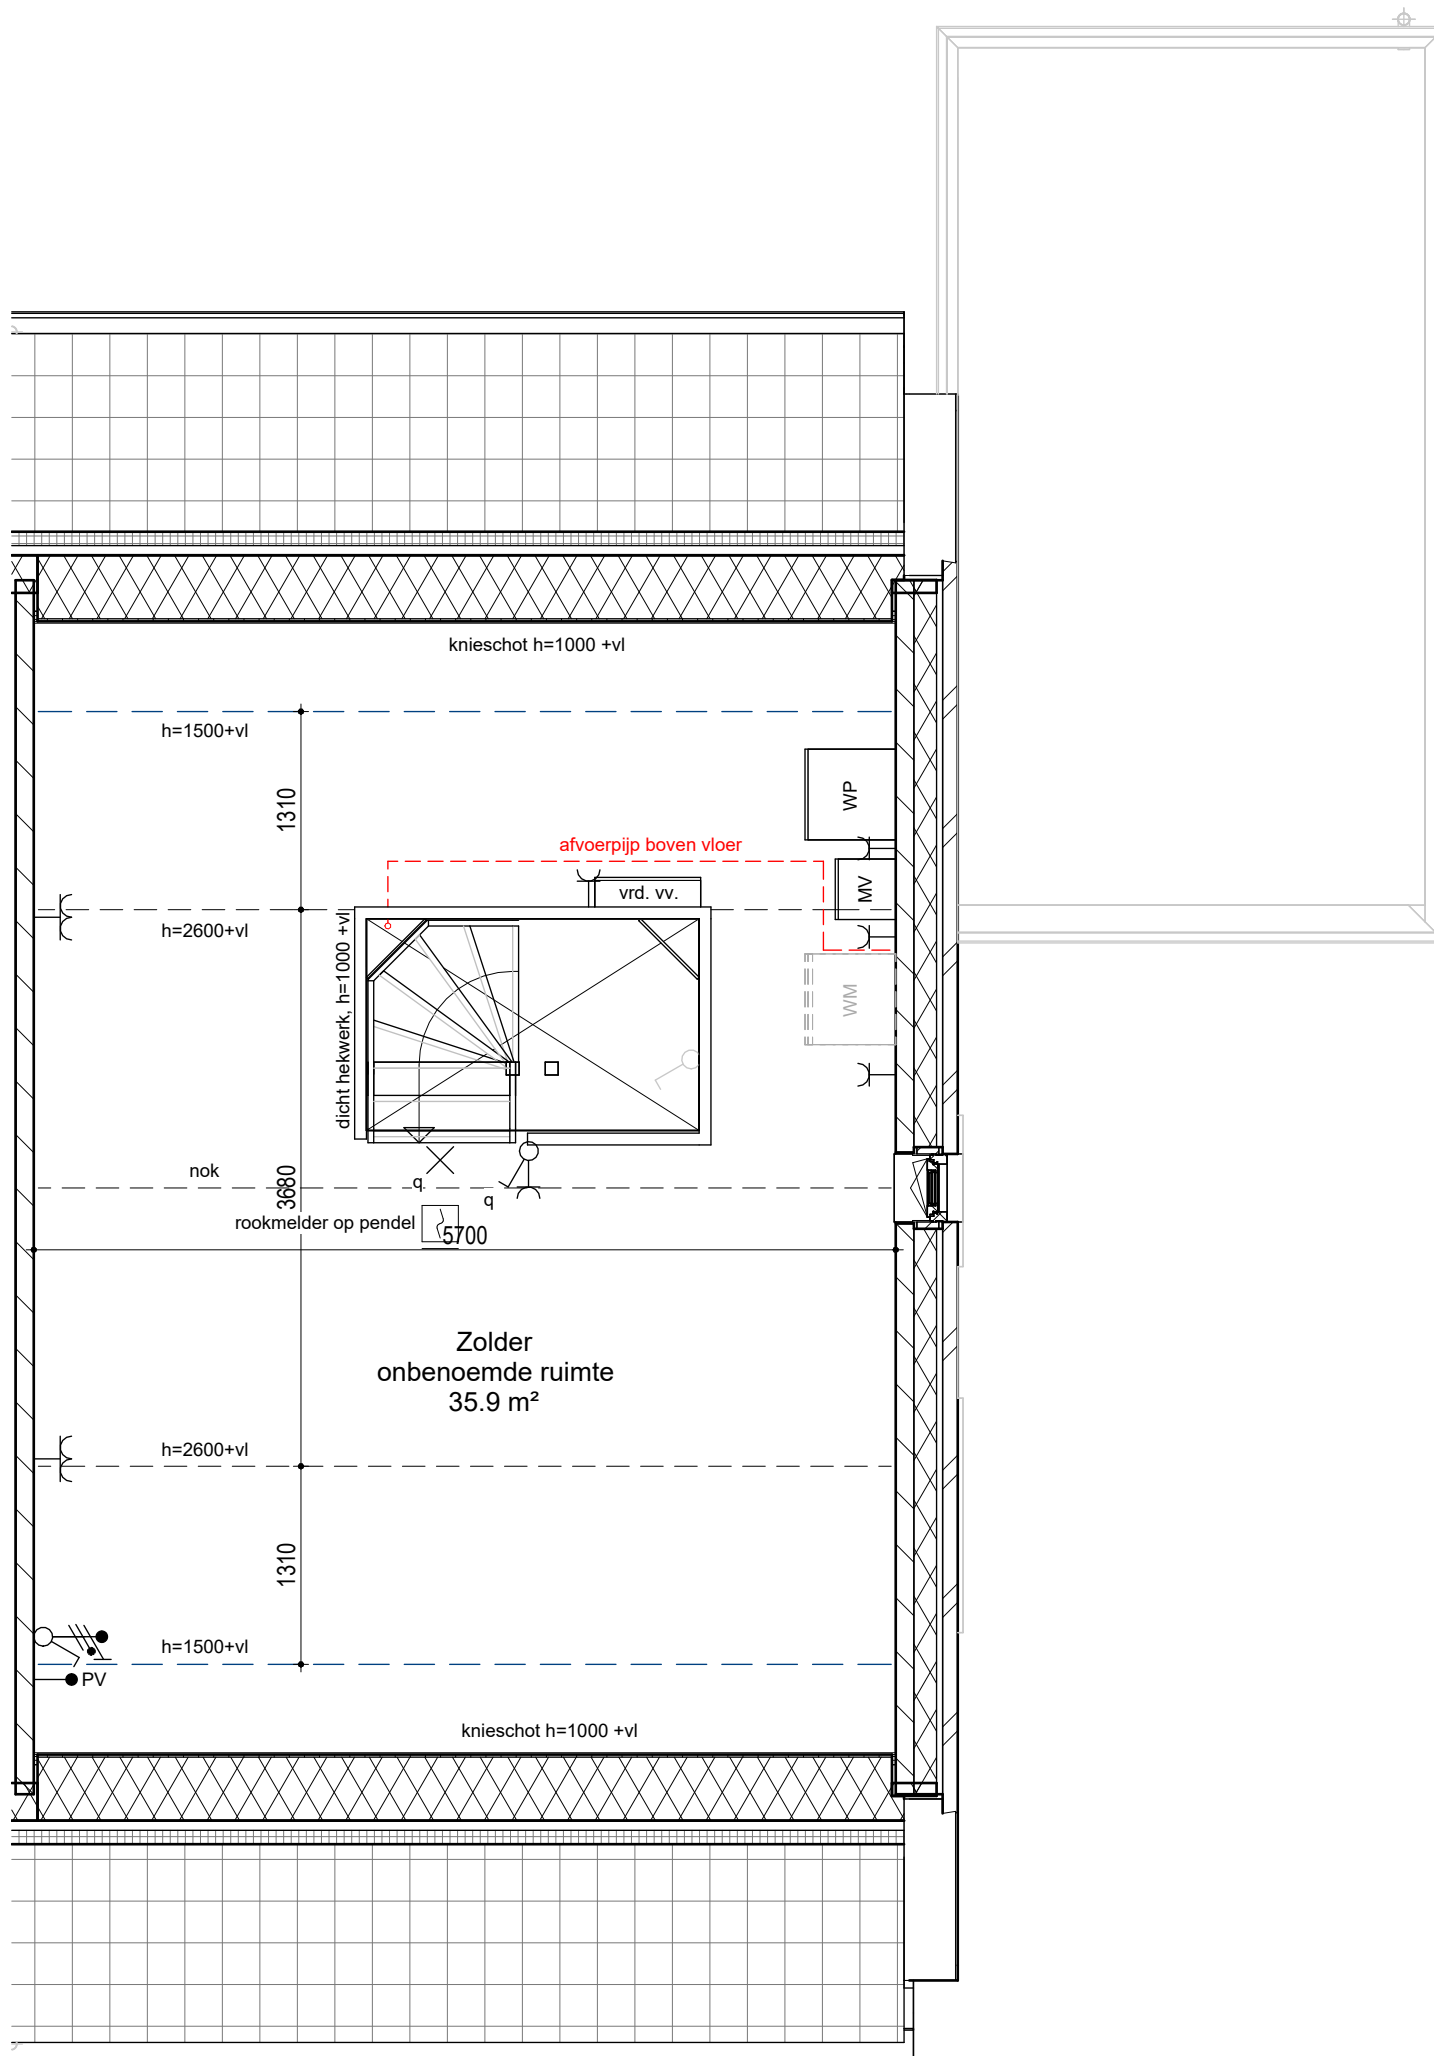 knieschot h=1000 +vl
h=1500+vl
1310
WP
afvoerpijp boven vloer
MV
vrd. vv.
h=2600+vl
dicht hekwerk, h=1000 +vl
WM
nok
q
q
3680
rookmelder op pendel
5700
Zolder
onbenoemde ruimte
35.9 m²
h=2600+vl
1310
h=1500+vl
PV
knieschot h=1000 +vl